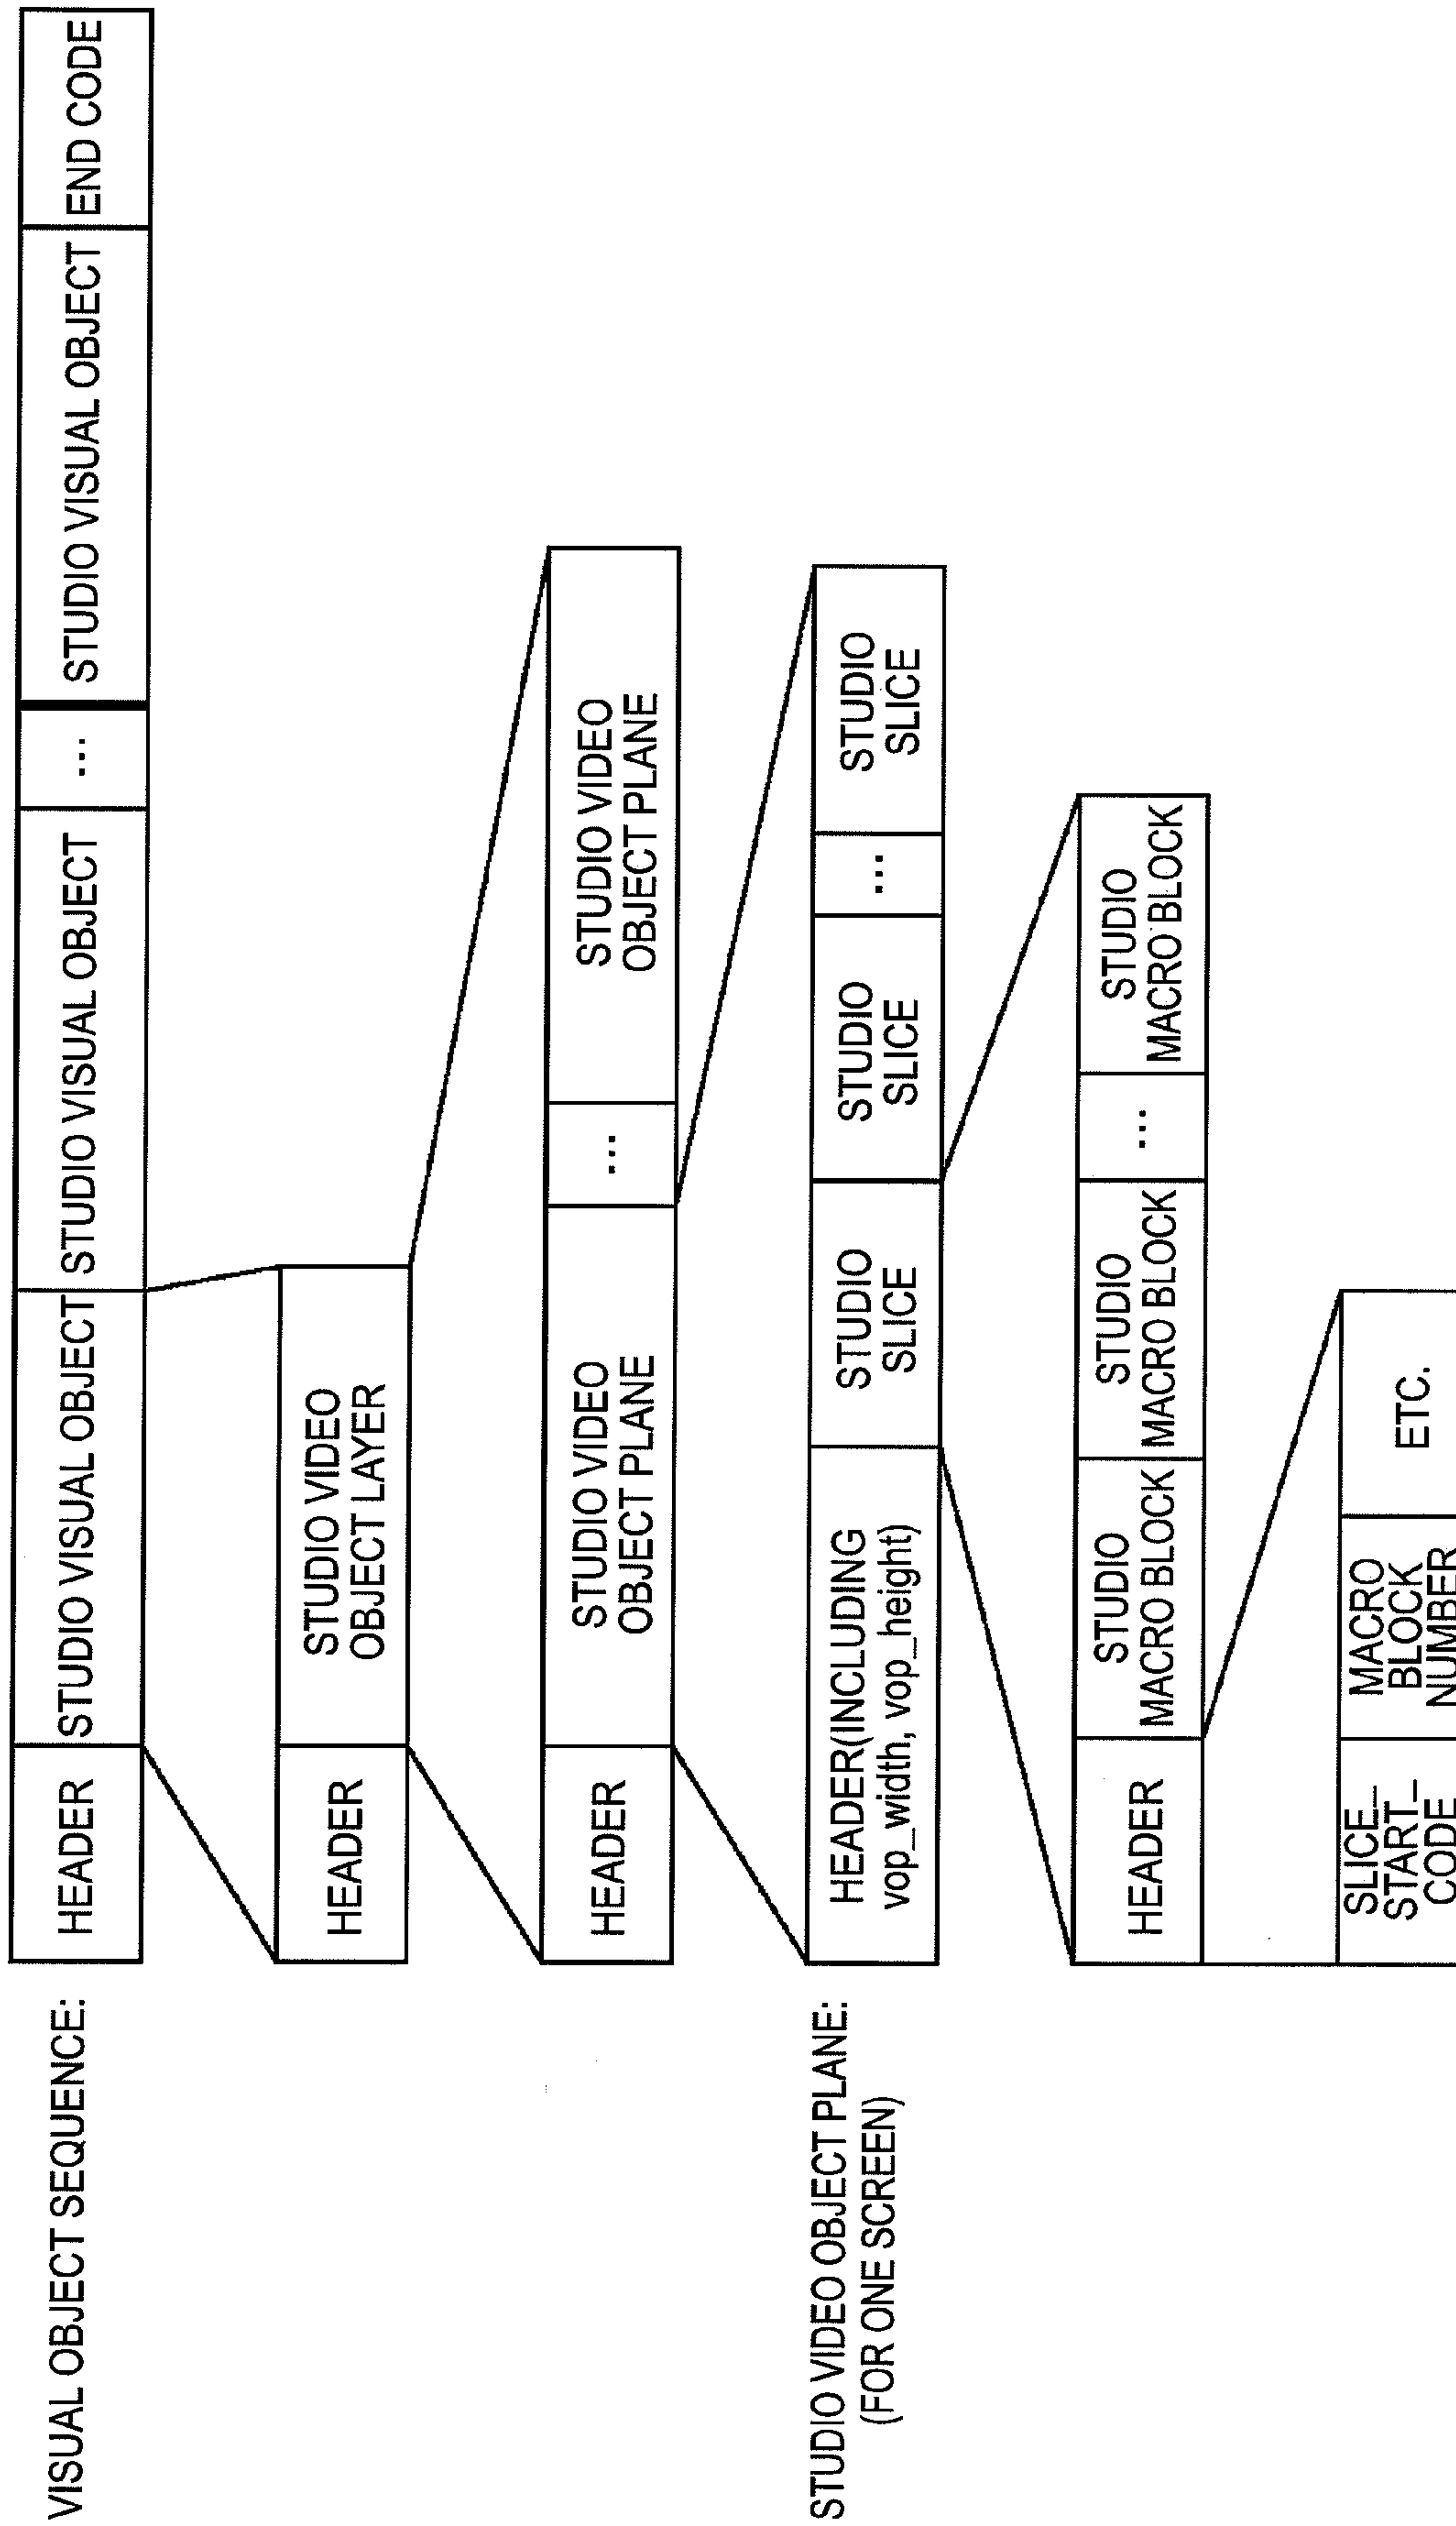 VISUAL OBJECT SEQUENCE:
HEADER
STUDIO VISUAL OBJECT
STUDIO VISUAL OBJECT
...
STUDIO VISUAL OBJECT
END CODE
HEADER
STUDIO VIDEO
OBJECT LAYER
HEADER
STUDIO VIDEO
OBJECT PLANE
...
STUDIO VIDEO
OBJECT PLANE
STUDIO VIDEO OBJECT PLANE:
(FOR ONE SCREEN)
HEADER(INCLUDING
vop_width, vop_height)
STUDIO
SLICE
STUDIO
SLICE
...
STUDIO
SLICE
HEADER
STUDIO
MACRO BLOCK
STUDIO
MACRO BLOCK
...
STUDIO
MACRO BLOCK
SLICE_
START_
CODE
MACRO
BLOCK
NUMBER
ETC.